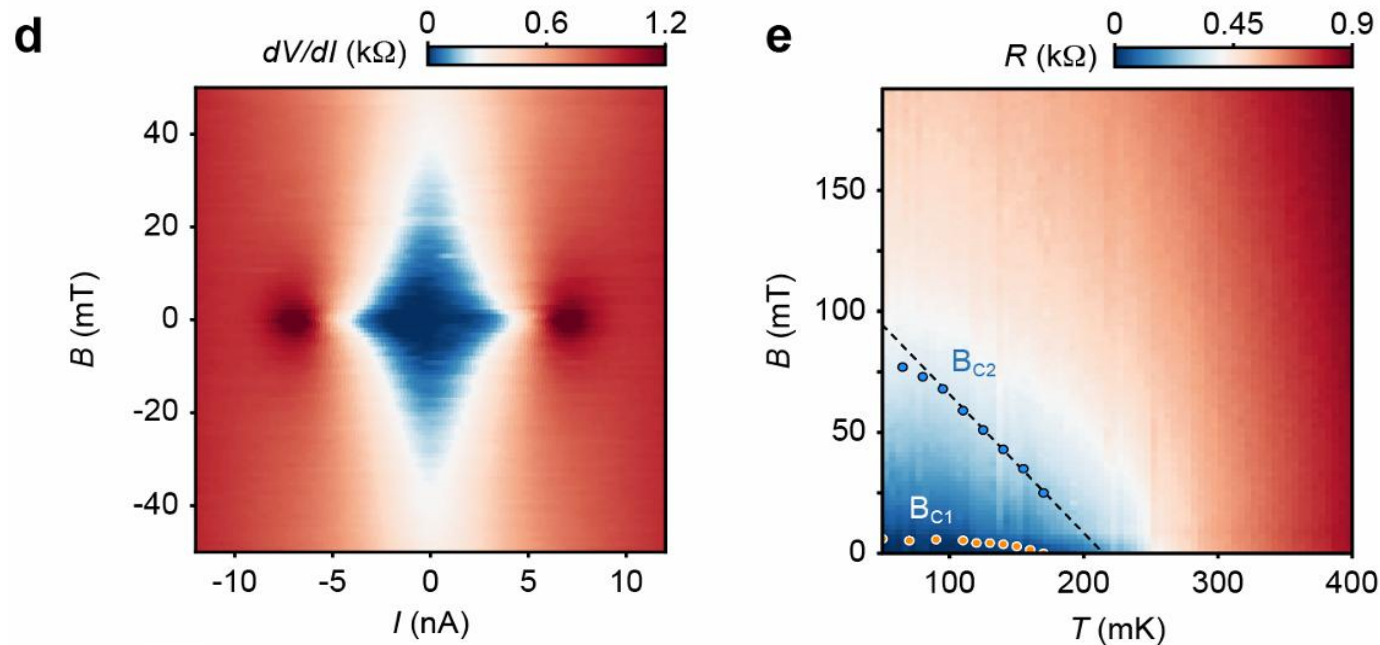 d
dV/dI (kΩ)
0 0.6 1.2
B (mT)
40
20
0
-20
-40
-10 -5 0 5 10
I (nA)
e
R (kΩ)
0 0.45 0.9
B (mT)
150
100
50
0
BC2
BC1
100 200 300 400
T (mK)